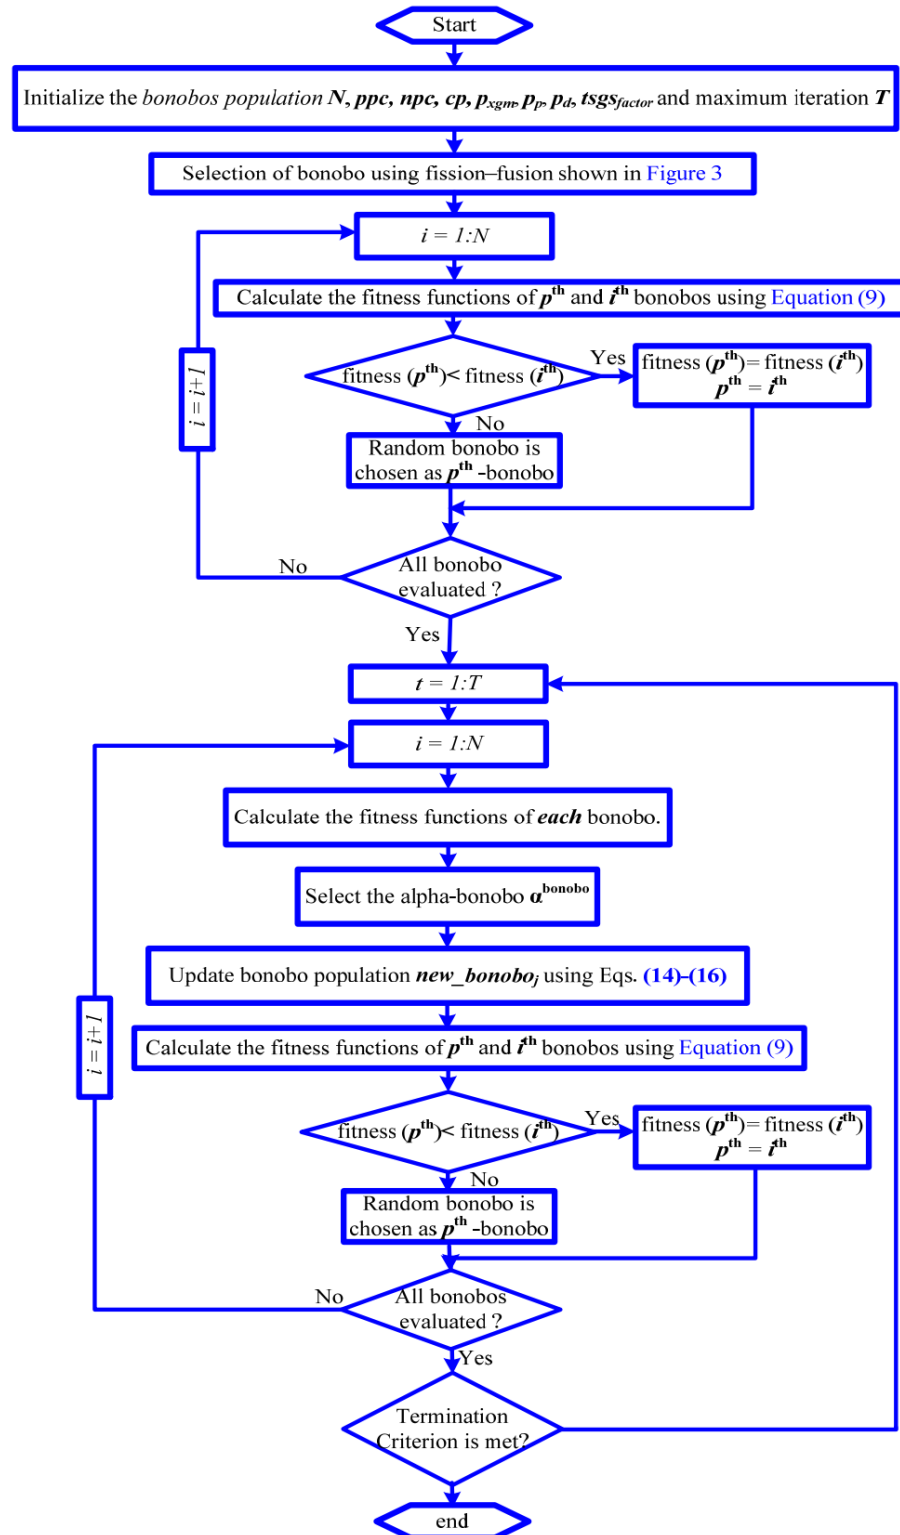 Start
Initialize the bonobos population N, ppc, npc, cp, p_xgm, p_p, p_d, tsgs_factor and maximum iteration T
Selection of bonobo using fission–fusion shown in Figure 3
i = 1:N
Calculate the fitness functions of pᵗʰ and iᵗʰ bonobos using Equation (9)
fitness (pᵗʰ)< fitness (iᵗʰ)
Yes
fitness (pᵗʰ)= fitness (iᵗʰ)
pᵗʰ = iᵗʰ
i = i+1
No
Random bonobo is
chosen as pᵗʰ -bonobo
No
All bonobo
evaluated ?
Yes
t = 1:T
i = 1:N
Calculate the fitness functions of each bonobo.
Select the alpha-bonobo αᵇᵒⁿᵒᵇᵒ
Update bonobo population new_bonoboⱼ using Eqs. (14)-(16)
i = i+1
Calculate the fitness functions of pᵗʰ and iᵗʰ bonobos using Equation (9)
fitness (pᵗʰ)< fitness (iᵗʰ)
Yes
fitness (pᵗʰ)= fitness (iᵗʰ)
pᵗʰ = iᵗʰ
No
Random bonobo is
chosen as pᵗʰ -bonobo
No
All bonobos
evaluated ?
Yes
Termination
Criterion is met?
end